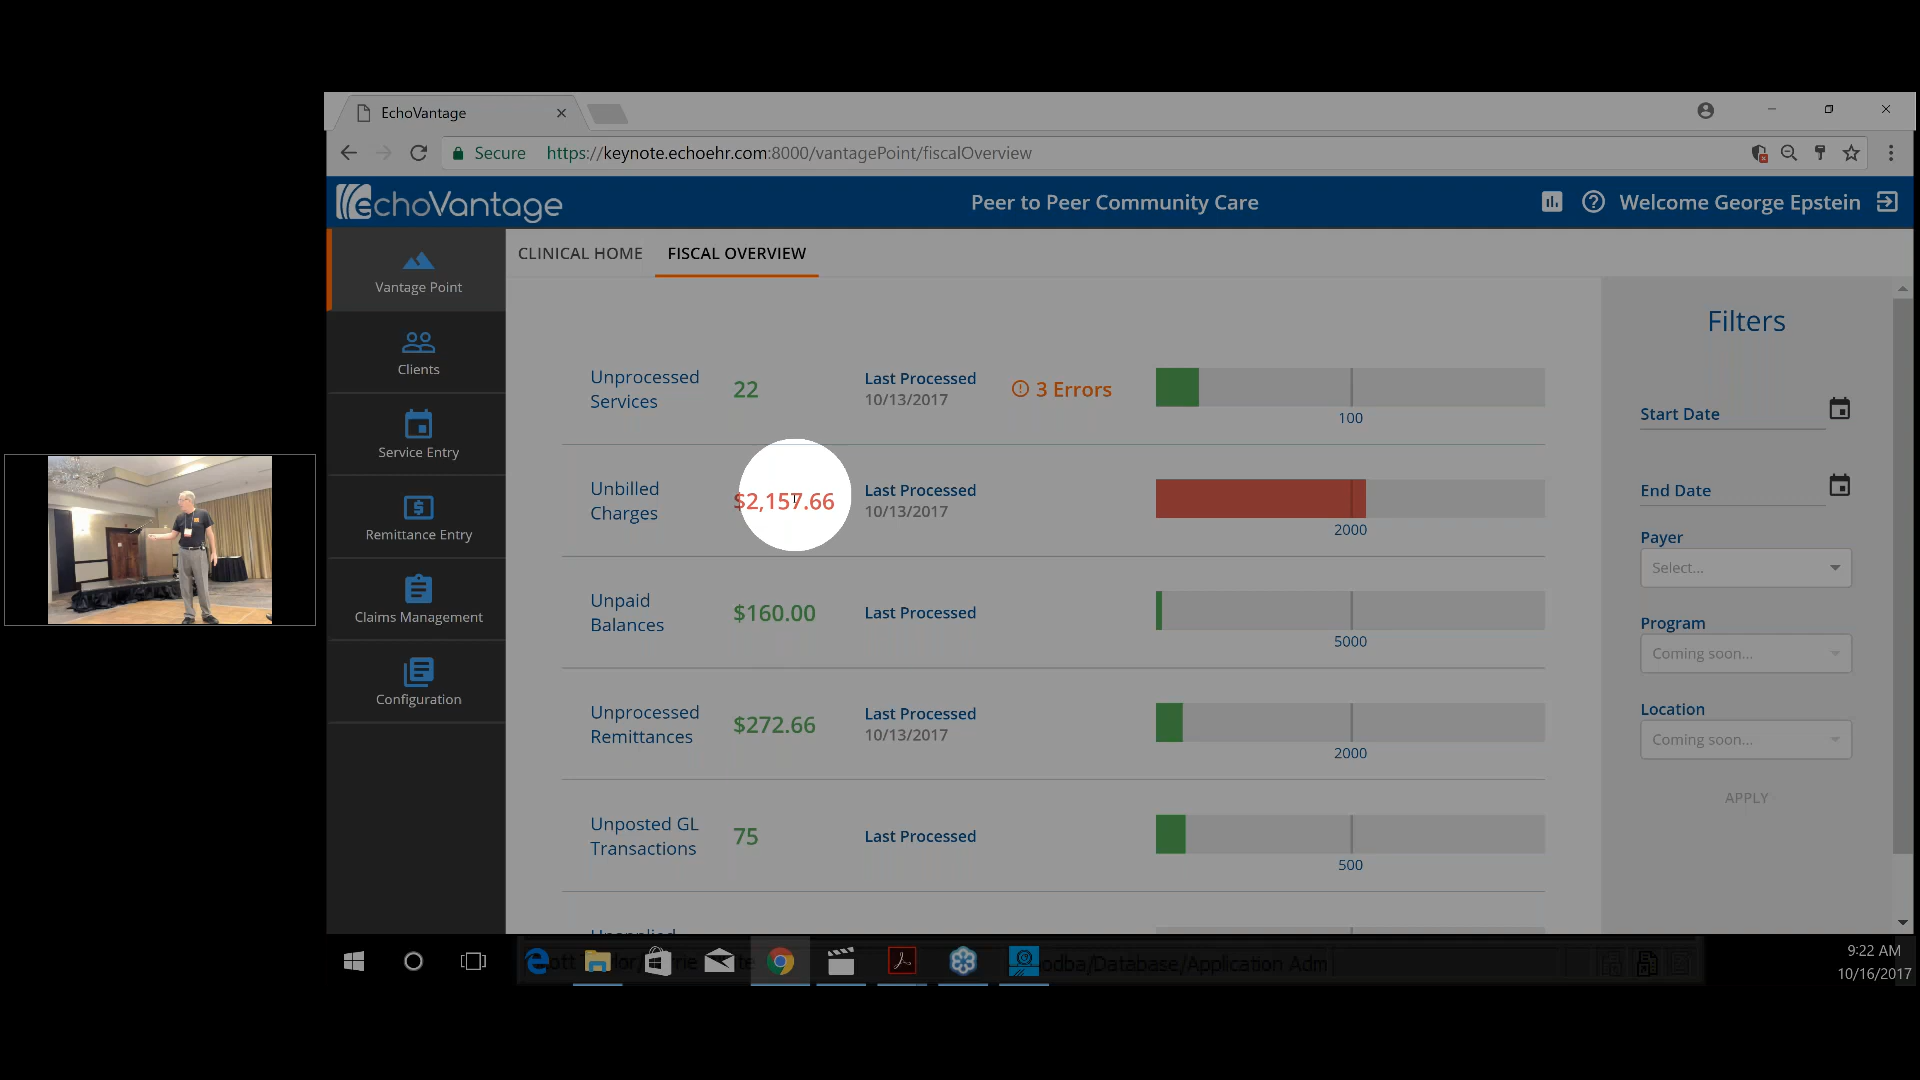 EchoVantage
Secure https://keynote.echoehr.com:8000/vantagePoint/fiscalOverview
echoVantage
Peer to Peer Community Care
Welcome George Epstein
Vantage Point
Clients
Service Entry
Remittance Entry
Claims Management
Configuration
CLINICAL HOME
FISCAL OVERVIEW
Unprocessed
Services
22
Last Processed
10/13/2017
3 Errors
100
Unbilled
Charges
$2,157.66
Last Processed
10/13/2017
2000
Unpaid
Balances
$160.00
Last Processed
5000
Unprocessed
Remittances
$272.66
Last Processed
10/13/2017
2000
Unposted GL
Transactions
75
Last Processed
500
Filters
Start Date
End Date
Payer
Select...
Program
Coming soon...
Location
Coming soon...
APPLY
odba/Database/Application Adm
9:22 AM
10/16/2017